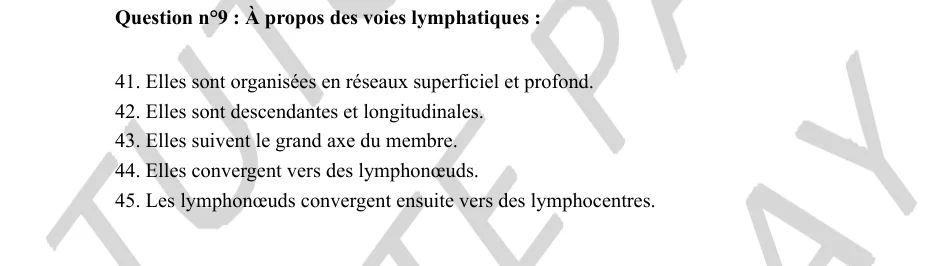 Question n°9 : À propos des voies lymphatiques :
41. Elles sont organisées en réseaux superficiel et profond.
42. Elles sont descendantes et longitudinales.
43. Elles suivent le grand axe du membre.
44. Elles convergent vers des lymphonœuds.
45. Les lymphonœuds convergent ensuite vers des lymphocentres.